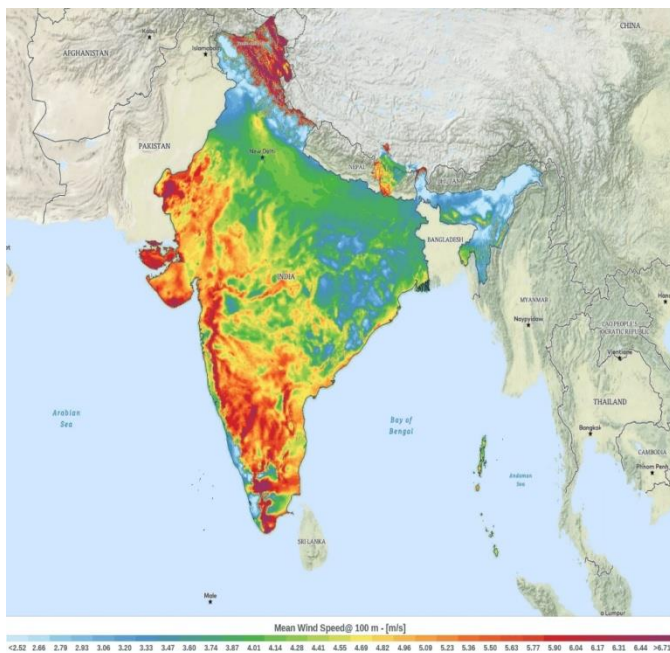 CHINA
Kabul
AFGHANISTAN
Islamabad
PAKISTAN
New Delhi
NEPAL
BANGLADESH
INDIA
MYANMAR
Hano
Naypyidaw
LAO PEOPLE'S
DEMOCRATIC REPUBLIC
Vientiane
THAILAND
Arabian
Sea
Bay of
Bengal
Bangkok
Andaman
Sea
CAMBODIA
Phnom Penh
SRI LANKA
Male
a Lumpur
Mean Wind Speed@ 100 m - [m/s]
<2.52 2.66 2.79 2.93 3.06 3.20 3.33 3.47 3.60 3.74 3.87 4.01 4.14 4.28 4.41 4.55 4.69 4.82 4.96 5.09 5.23 5.36 5.50 5.63 5.77 5.90 6.04 6.17 6.31 6.44 >6.71